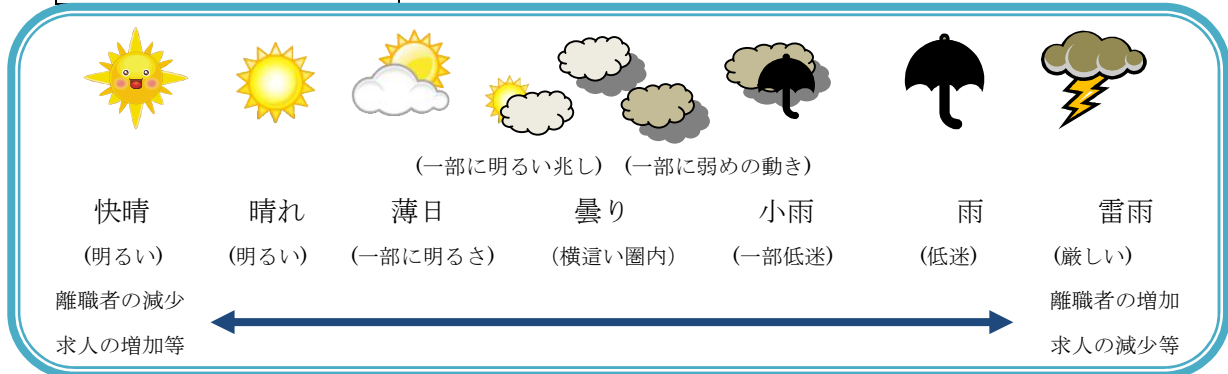 (一部に明るい兆し) (一部に弱めの動き)
快晴 晴れ 薄日 曇り 小雨 雨 雷雨
(明るい) (明るい) (一部に明るさ) （横這い圏内） (一部低迷) (低迷) (厳しい)
離職者の減少 離職者の増加
求人の増加等 求人の減少等